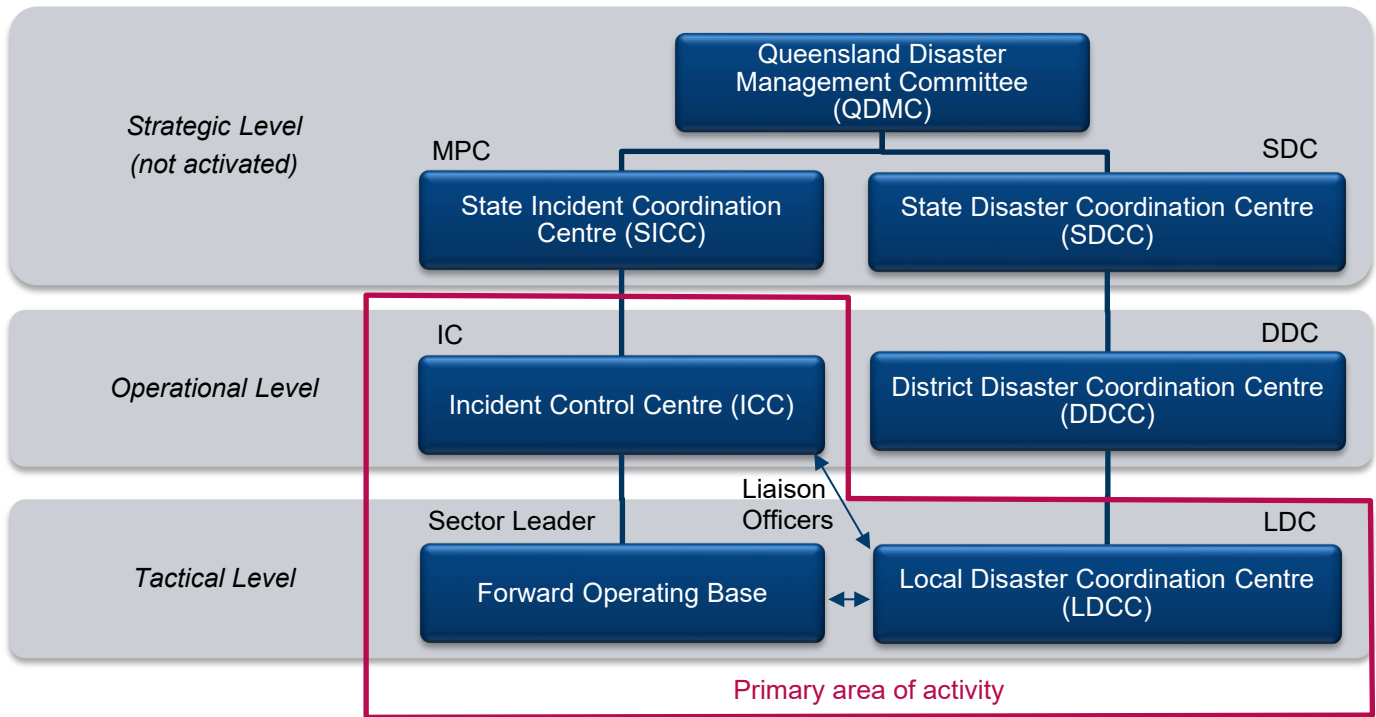 Queensland Disaster
Management Committee
(QDMC)
Strategic Level
(not activated)
MPC
SDC
State Incident Coordination
Centre (SICC)
State Disaster Coordination Centre
(SDCC)
IC
DDC
Operational Level
Incident Control Centre (ICC)
District Disaster Coordination Centre
(DDCC)
Liaison
Officers
Sector Leader
LDC
Tactical Level
Forward Operating Base
Local Disaster Coordination Centre
(LDCC)
Primary area of activity